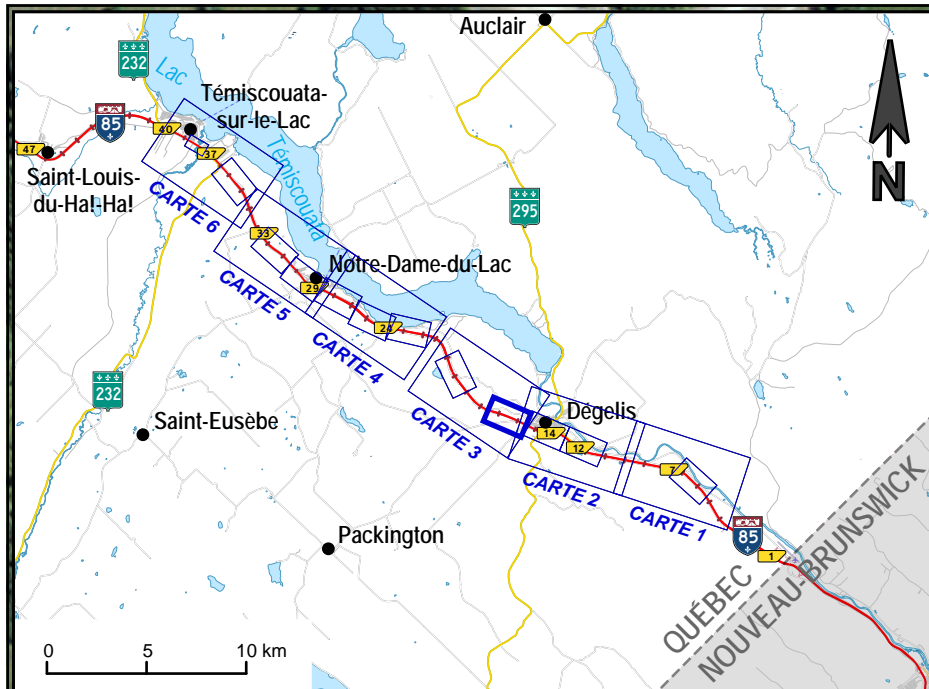 Auclair
232
Lac
Témiscouata-
sur-le-Lac
85
40
47
37
Saint-Louis-
du-Ha!-Ha!
Témiscouata
295
N
CARTE 6
33
Notre-Dame-du-Lac
29
CARTE 5
24
CARTE 4
232
Dégelis
14
12
Saint-Eusèbe
CARTE 3
7
CARTE 2
CARTE 1
85
1
Packington
QUÉBEC
NOUVEAU-BRUNSWICK
0 5 10 km